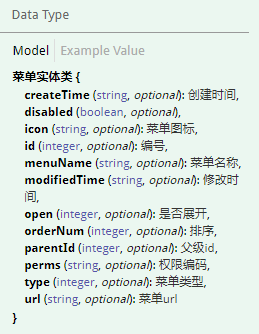 Data Type
Model Example Value
菜单实体类 {
createTime (string, optional): 创建时间,
disabled (boolean, optional),
icon (string, optional): 菜单图标,
id (integer, optional): 编号,
menuName (string, optional): 菜单名称,
modifiedTime (string, optional): 修改时
间,
open (integer, optional): 是否展开,
orderNum (integer, optional): 排序,
parentId (integer, optional): 父级id,
perms (string, optional): 权限编码,
type (integer, optional): 菜单类型,
url (string, optional): 菜单url
}